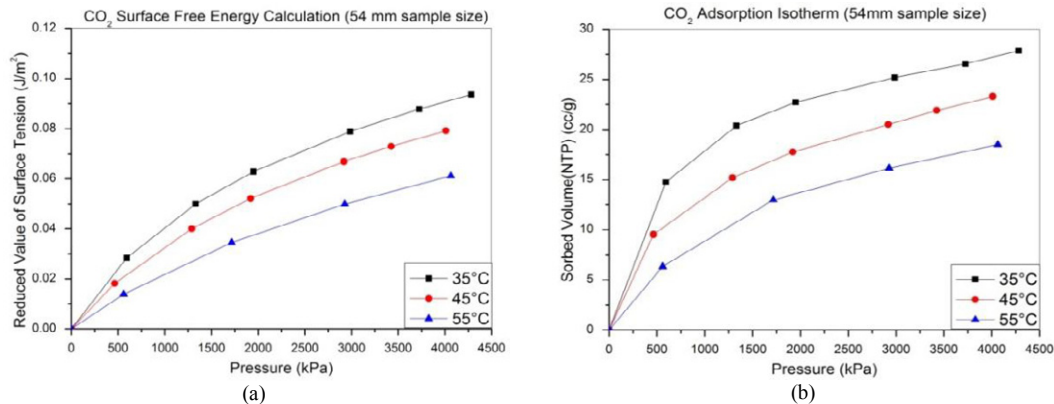 CO₂ Surface Free Energy Calculation (54 mm sample size)
Reduced Value of Surface Tension (J/m²)
0.12
0.10
0.08
0.06
0.04
0.02
0.00
35°C
45°C
55°C
0 500 1000 1500 2000 2500 3000 3500 4000 4500
Pressure (kPa)
(a)
CO₂ Adsorption Isotherm (54mm sample size)
Sorbed Volume(NTP) (cc/g)
30
25
20
15
10
5
0
35°C
45°C
55°C
0 500 1000 1500 2000 2500 3000 3500 4000 4500
Pressure (kPa)
(b)